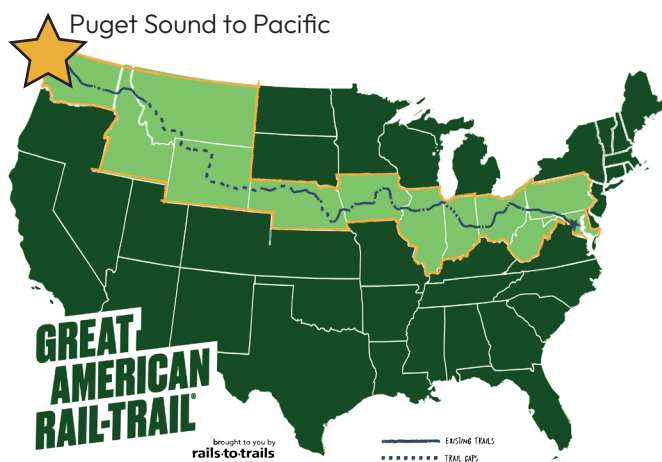 Puget Sound to Pacific
GREAT
AMERICAN
RAIL-TRAIL®
brought to you by
rails·to·trails
EXISTING TRAILS
TRAIL GAPS